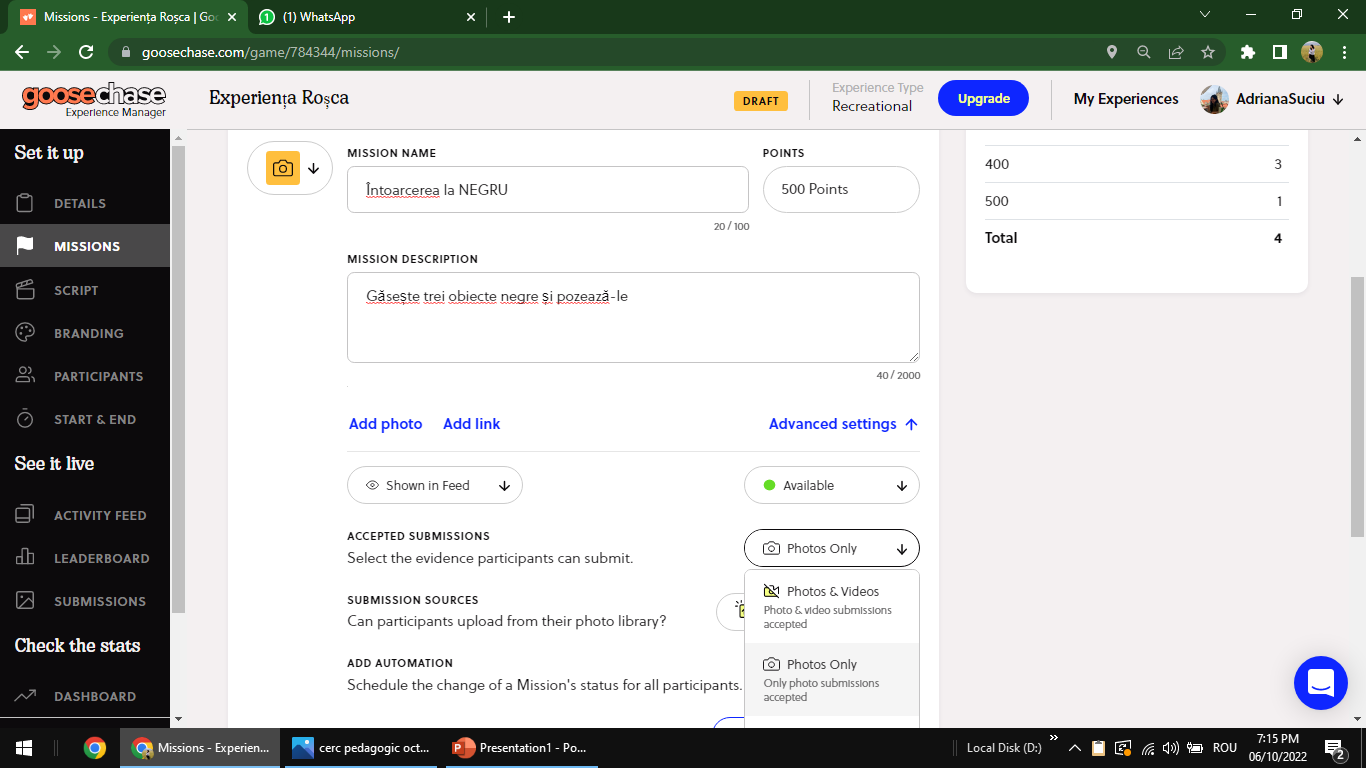 Missions - Experiența Roșca | Go
(1) WhatsApp
goosechase.com/game/784344/missions/
goosechase
Experience Manager
Experiența Roșca
DRAFT
Experience Type
Recreational
Upgrade
My Experiences
AdrianaSuciu
Set it up
DETAILS
MISSIONS
SCRIPT
BRANDING
PARTICIPANTS
START & END
See it live
ACTIVITY FEED
LEADERBOARD
SUBMISSIONS
Check the stats
DASHBOARD
MISSION NAME
Întoarcerea la NEGRU
20 / 100
POINTS
500 Points
MISSION DESCRIPTION
Găsește trei obiecte negre și pozează-le
40 / 2000
Add photo
Add link
Advanced settings
Shown in Feed
Available
ACCEPTED SUBMISSIONS
Select the evidence participants can submit.
Photos Only
Photos & Videos
Photo & video submissions
accepted
Photos Only
Only photo submissions
accepted
SUBMISSION SOURCES
Can participants upload from their photo library?
ADD AUTOMATION
Schedule the change of a Mission's status for all participants.
400 3
500 1
Total 4
Missions - Experien...
cerc pedagogic oct...
Presentation1 - Po...
Local Disk (D:)
ROU
7:15 PM
06/10/2022
2